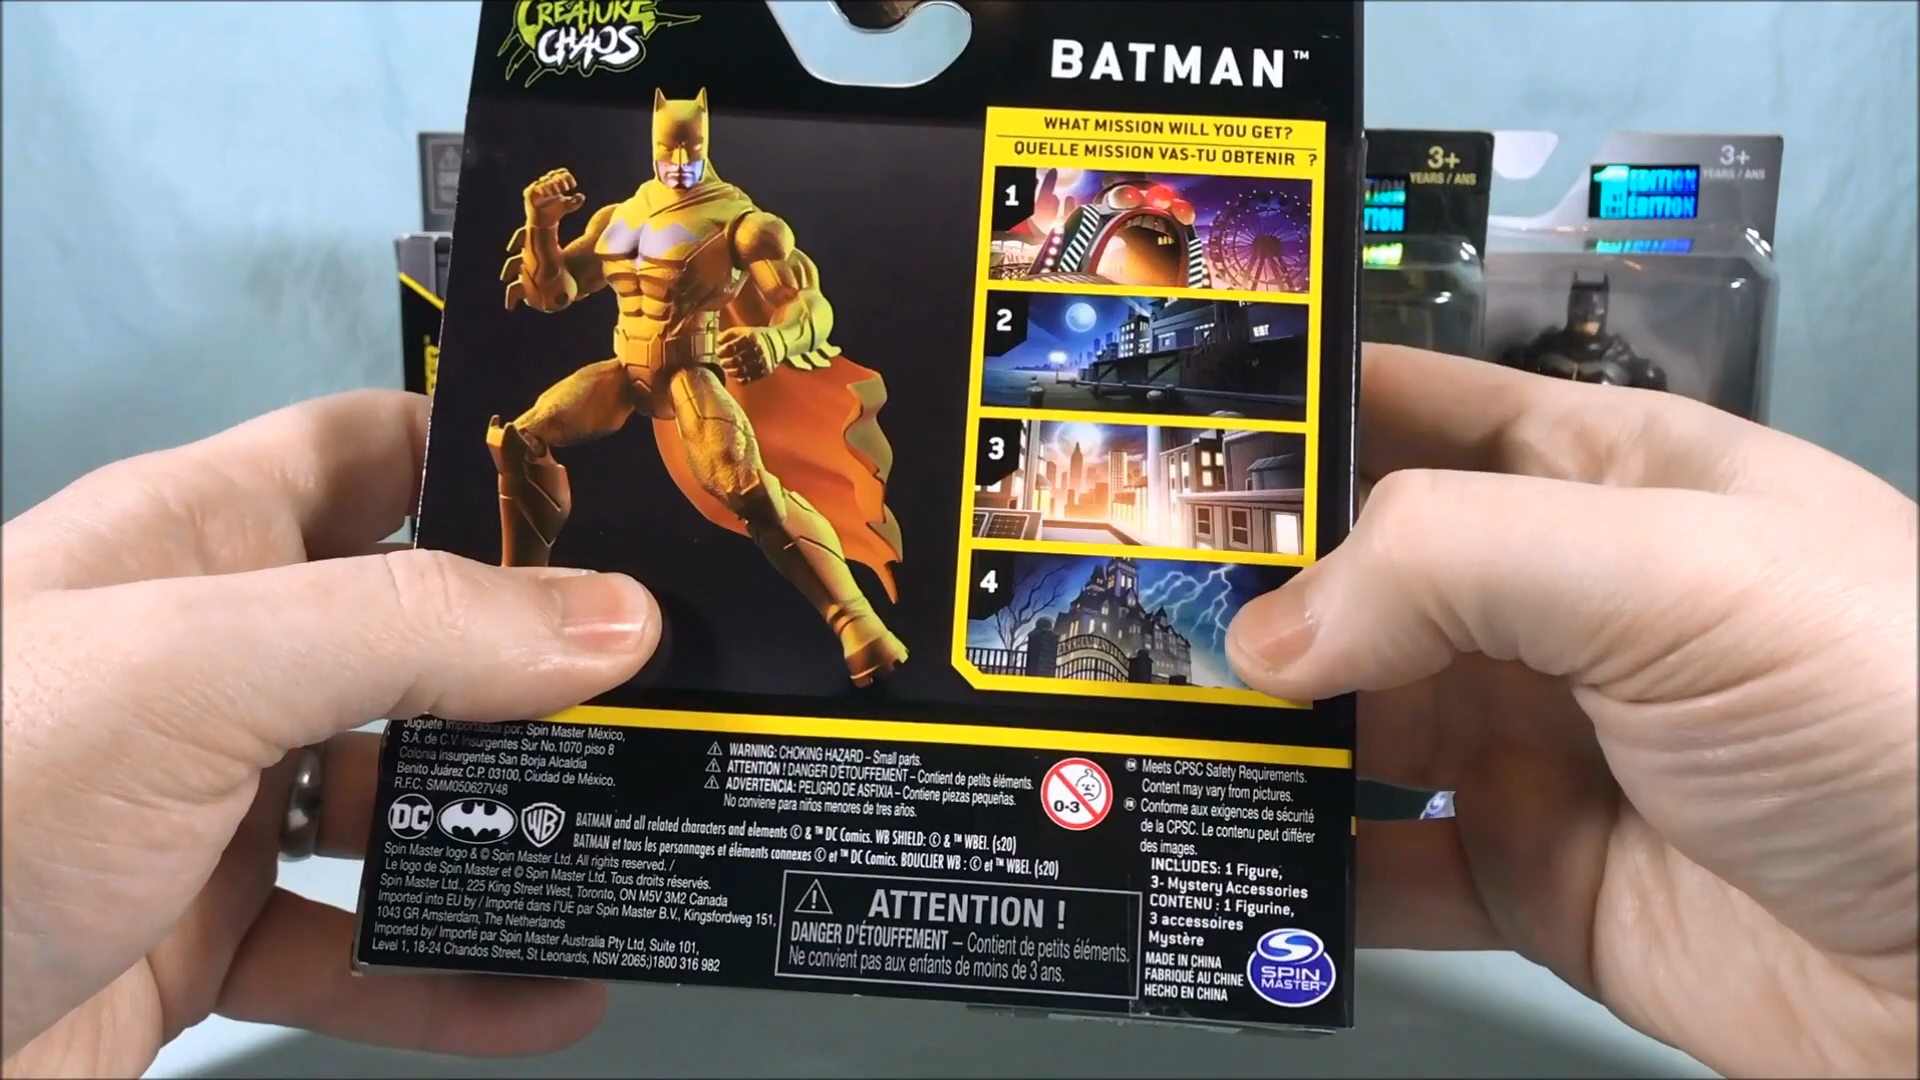 CREATURE
CHAOS
BATMAN™
WHAT MISSION WILL YOU GET?
QUELLE MISSION VAS-TU OBTENIR ?
1
2
3
4
ARKHAM
3+
YEARS / ANS
TION
TION
3+
YEARS / ANS
1ST EDITION
1RE ÉDITION
Juguete Importado por: Spin Master México,
S.A. de C.V. Insurgentes Sur No.1070 piso 8
Colonia Insurgentes San Borja Alcaldía
Benito Juárez C.P. 03100, Ciudad de México.
R.F.C. SMM050627V48
⚠ WARNING: CHOKING HAZARD – Small parts.
⚠ ATTENTION ! DANGER D'ÉTOUFFEMENT – Contient de petits éléments.
⚠ ADVERTENCIA: PELIGRO DE ASFIXIA – Contiene piezas pequeñas.
No conviene para niños menores de tres años.
0-3
EN Meets CPSC Safety Requirements.
Content may vary from pictures.
FR Conforme aux exigences de sécurité
de la CPSC. Le contenu peut différer
des images.
DC
WB
BATMAN and all related characters and elements © & ™ DC Comics. WB SHIELD: © & ™ WBEI. (s20)
BATMAN et tous les personnages et éléments connexes © et ™ DC Comics. BOUCLIER WB : © et ™ WBEI. (s20)
Spin Master logo & © Spin Master Ltd. All rights reserved. /
Le logo de Spin Master et © Spin Master Ltd. Tous droits réservés.
Spin Master Ltd., 225 King Street West, Toronto, ON M5V 3M2 Canada
Imported into EU by / Importé dans l'UE par Spin Master B.V., Kingsfordweg 151,
1043 GR Amsterdam, The Netherlands
Imported by/ Importé par Spin Master Australia Pty Ltd, Suite 101,
Level 1, 18-24 Chandos Street, St Leonards, NSW 2065;)1800 316 982
ATTENTION !
DANGER D'ÉTOUFFEMENT – Contient de petits éléments.
Ne convient pas aux enfants de moins de 3 ans.
INCLUDES: 1 Figure,
3- Mystery Accessories
CONTENU : 1 Figurine,
3 accessoires
Mystère
MADE IN CHINA
FABRIQUÉ AU CHINE
HECHO EN CHINA
SPIN
MASTER™